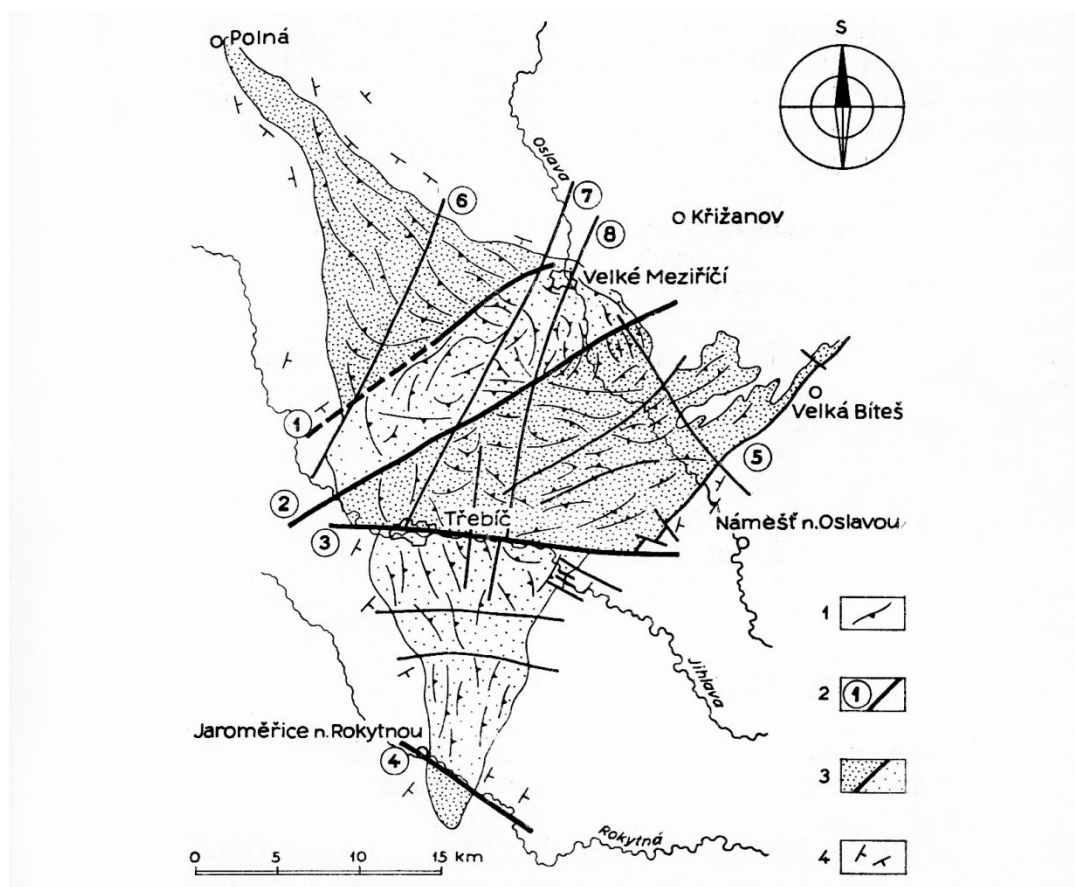 S
Polná
Oslava
6
7
Křižanov
8
Velké Meziříčí
Velká Bíteš
1
5
2
Třebíč
3
Náměšť n.Oslavou
1
2
1
Jihlava
Jaroměřice n. Rokytnou
4
3
Rokytná
4
0 5 10 15 km